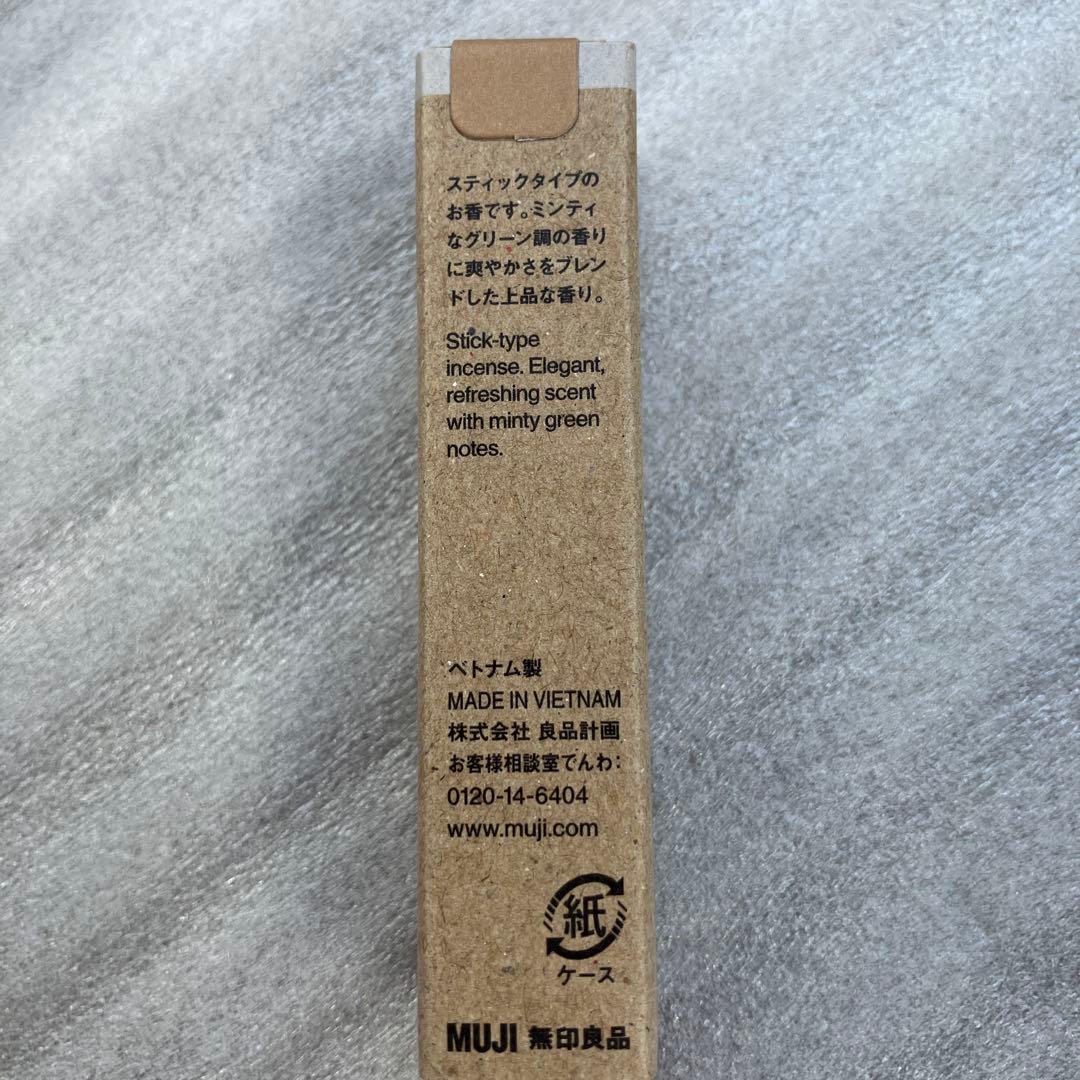 スティックタイプの
お香です。ミンティ
なグリーン調の香り
に爽やかさをブレン
ドした上品な香り。
Stick-type
incense. Elegant,
refreshing scent
with minty green
notes.
ベトナム製
MADE IN VIETNAM
株式会社 良品計画
お客様相談室でんわ:
0120-14-6404
www.muji.com
紙
ケース
MUJI 無印良品